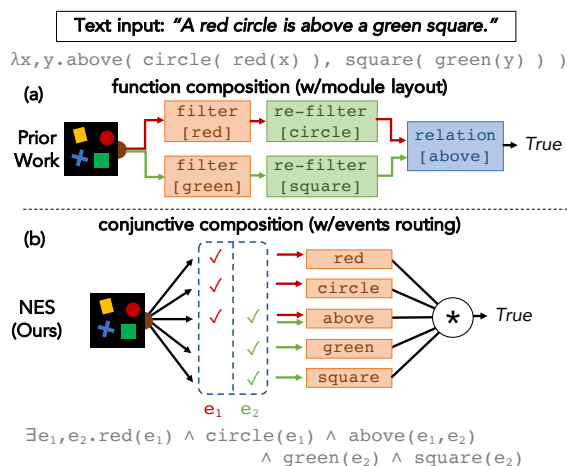 Text input: “A red circle is above a green square.”
λx,y.above( circle( red(x) ), square( green(y) ) )
function composition (w/module layout)
(a)
Prior Work
filter [red]
re-filter [circle]
filter [green]
re-filter [square]
relation [above]
True
conjunctive composition (w/events routing)
(b)
NES (Ours)
✓ red
✓ circle
✓ ✓ above
✓ green
✓ square
*
True
e₁ e₂
∃e₁,e₂.red(e₁) ∧ circle(e₁) ∧ above(e₁,e₂)
∧ green(e₂) ∧ square(e₂)